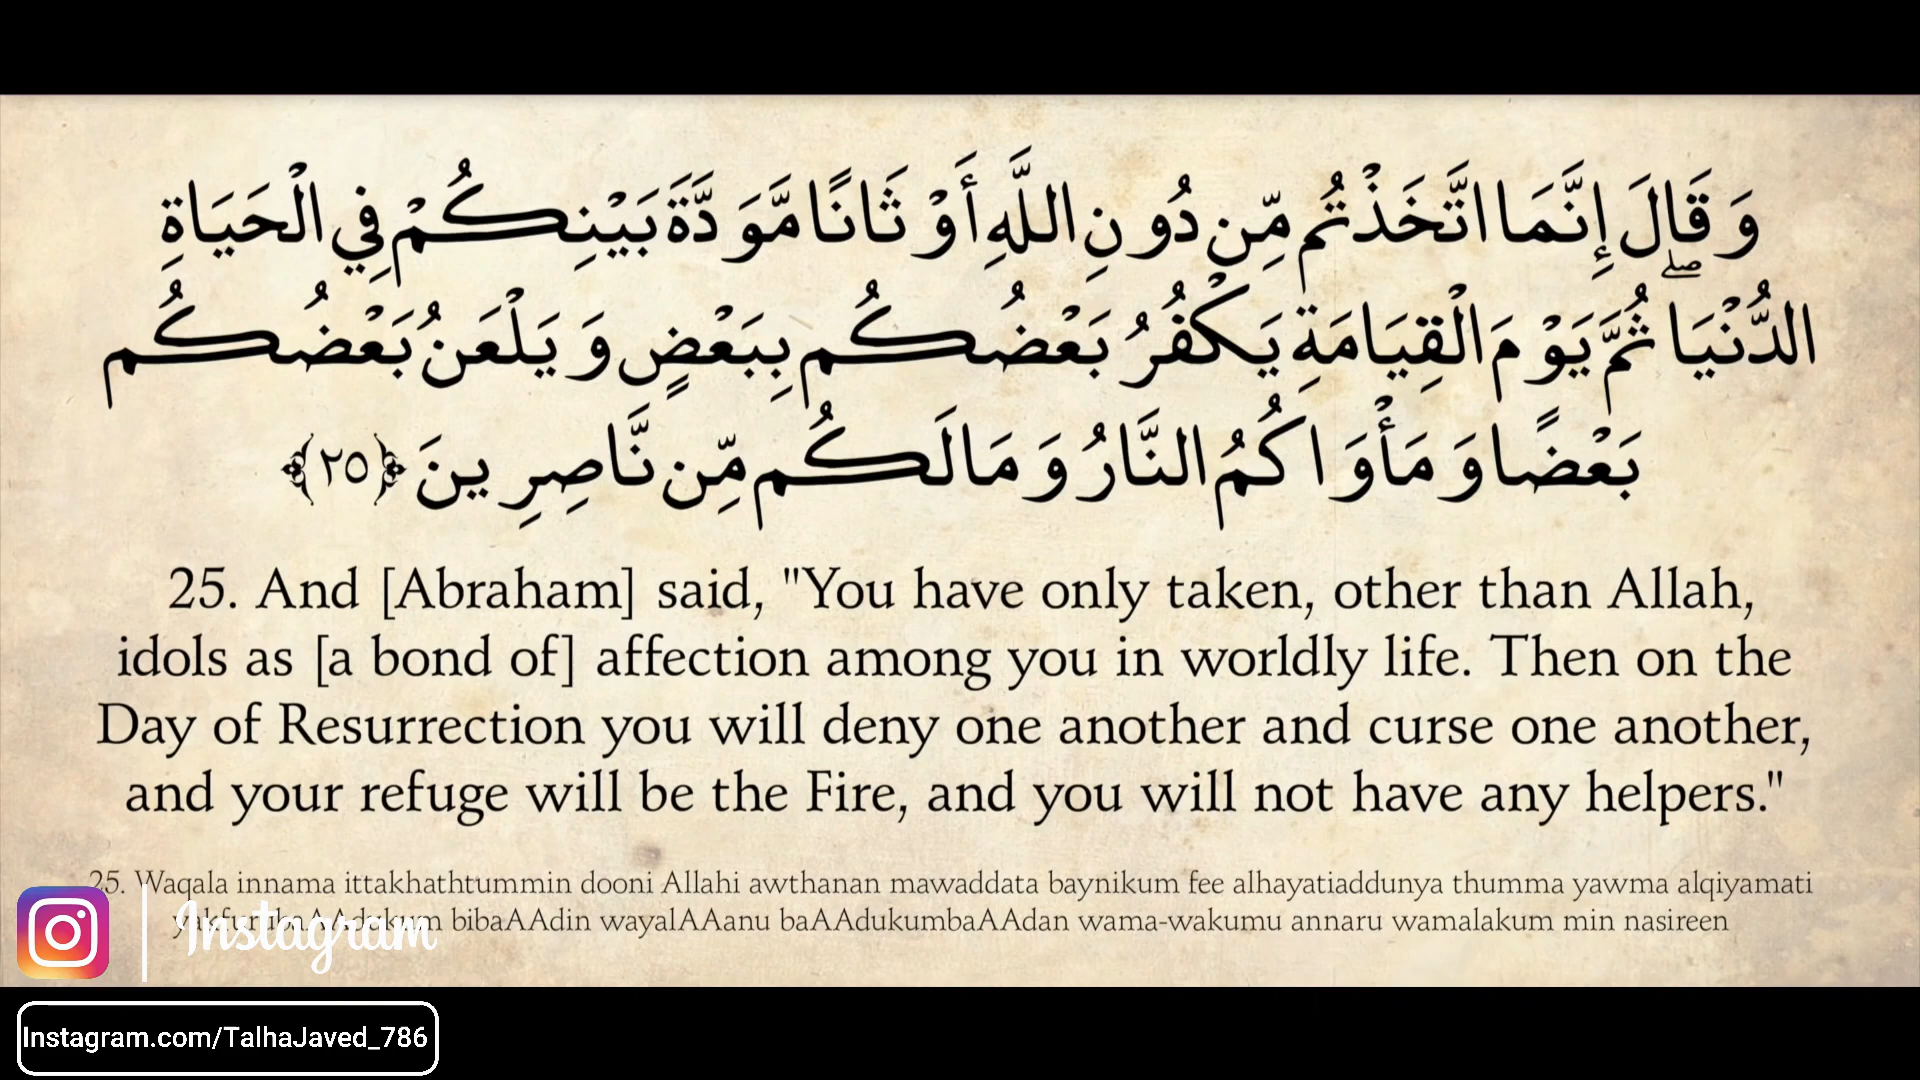 وَقَالَ إِنَّمَا اتَّخَذْتُم مِّن دُونِ اللَّهِ أَوْثَانًا مَّوَدَّةَ بَيْنِكُمْ فِي الْحَيَاةِ
الدُّنْيَا ۖ ثُمَّ يَوْمَ الْقِيَامَةِ يَكْفُرُ بَعْضُكُم بِبَعْضٍ وَيَلْعَنُ بَعْضُكُم
بَعْضًا وَمَأْوَاكُمُ النَّارُ وَمَا لَكُم مِّن نَّاصِرِينَ ﴿٢٥﴾
25. And [Abraham] said, "You have only taken, other than Allah,
idols as [a bond of] affection among you in worldly life. Then on the
Day of Resurrection you will deny one another and curse one another,
and your refuge will be the Fire, and you will not have any helpers."
25. Waqala innama ittakhathtummin dooni Allahi awthanan mawaddata baynikum fee alhayatiaddunya thumma yawma alqiyamati
bibaAAdin wayalAAanu baAAdukumbaAAdan wama-wakumu annaru wamalakum min nasireen
Instagram
Instagram.com/TalhaJaved_786